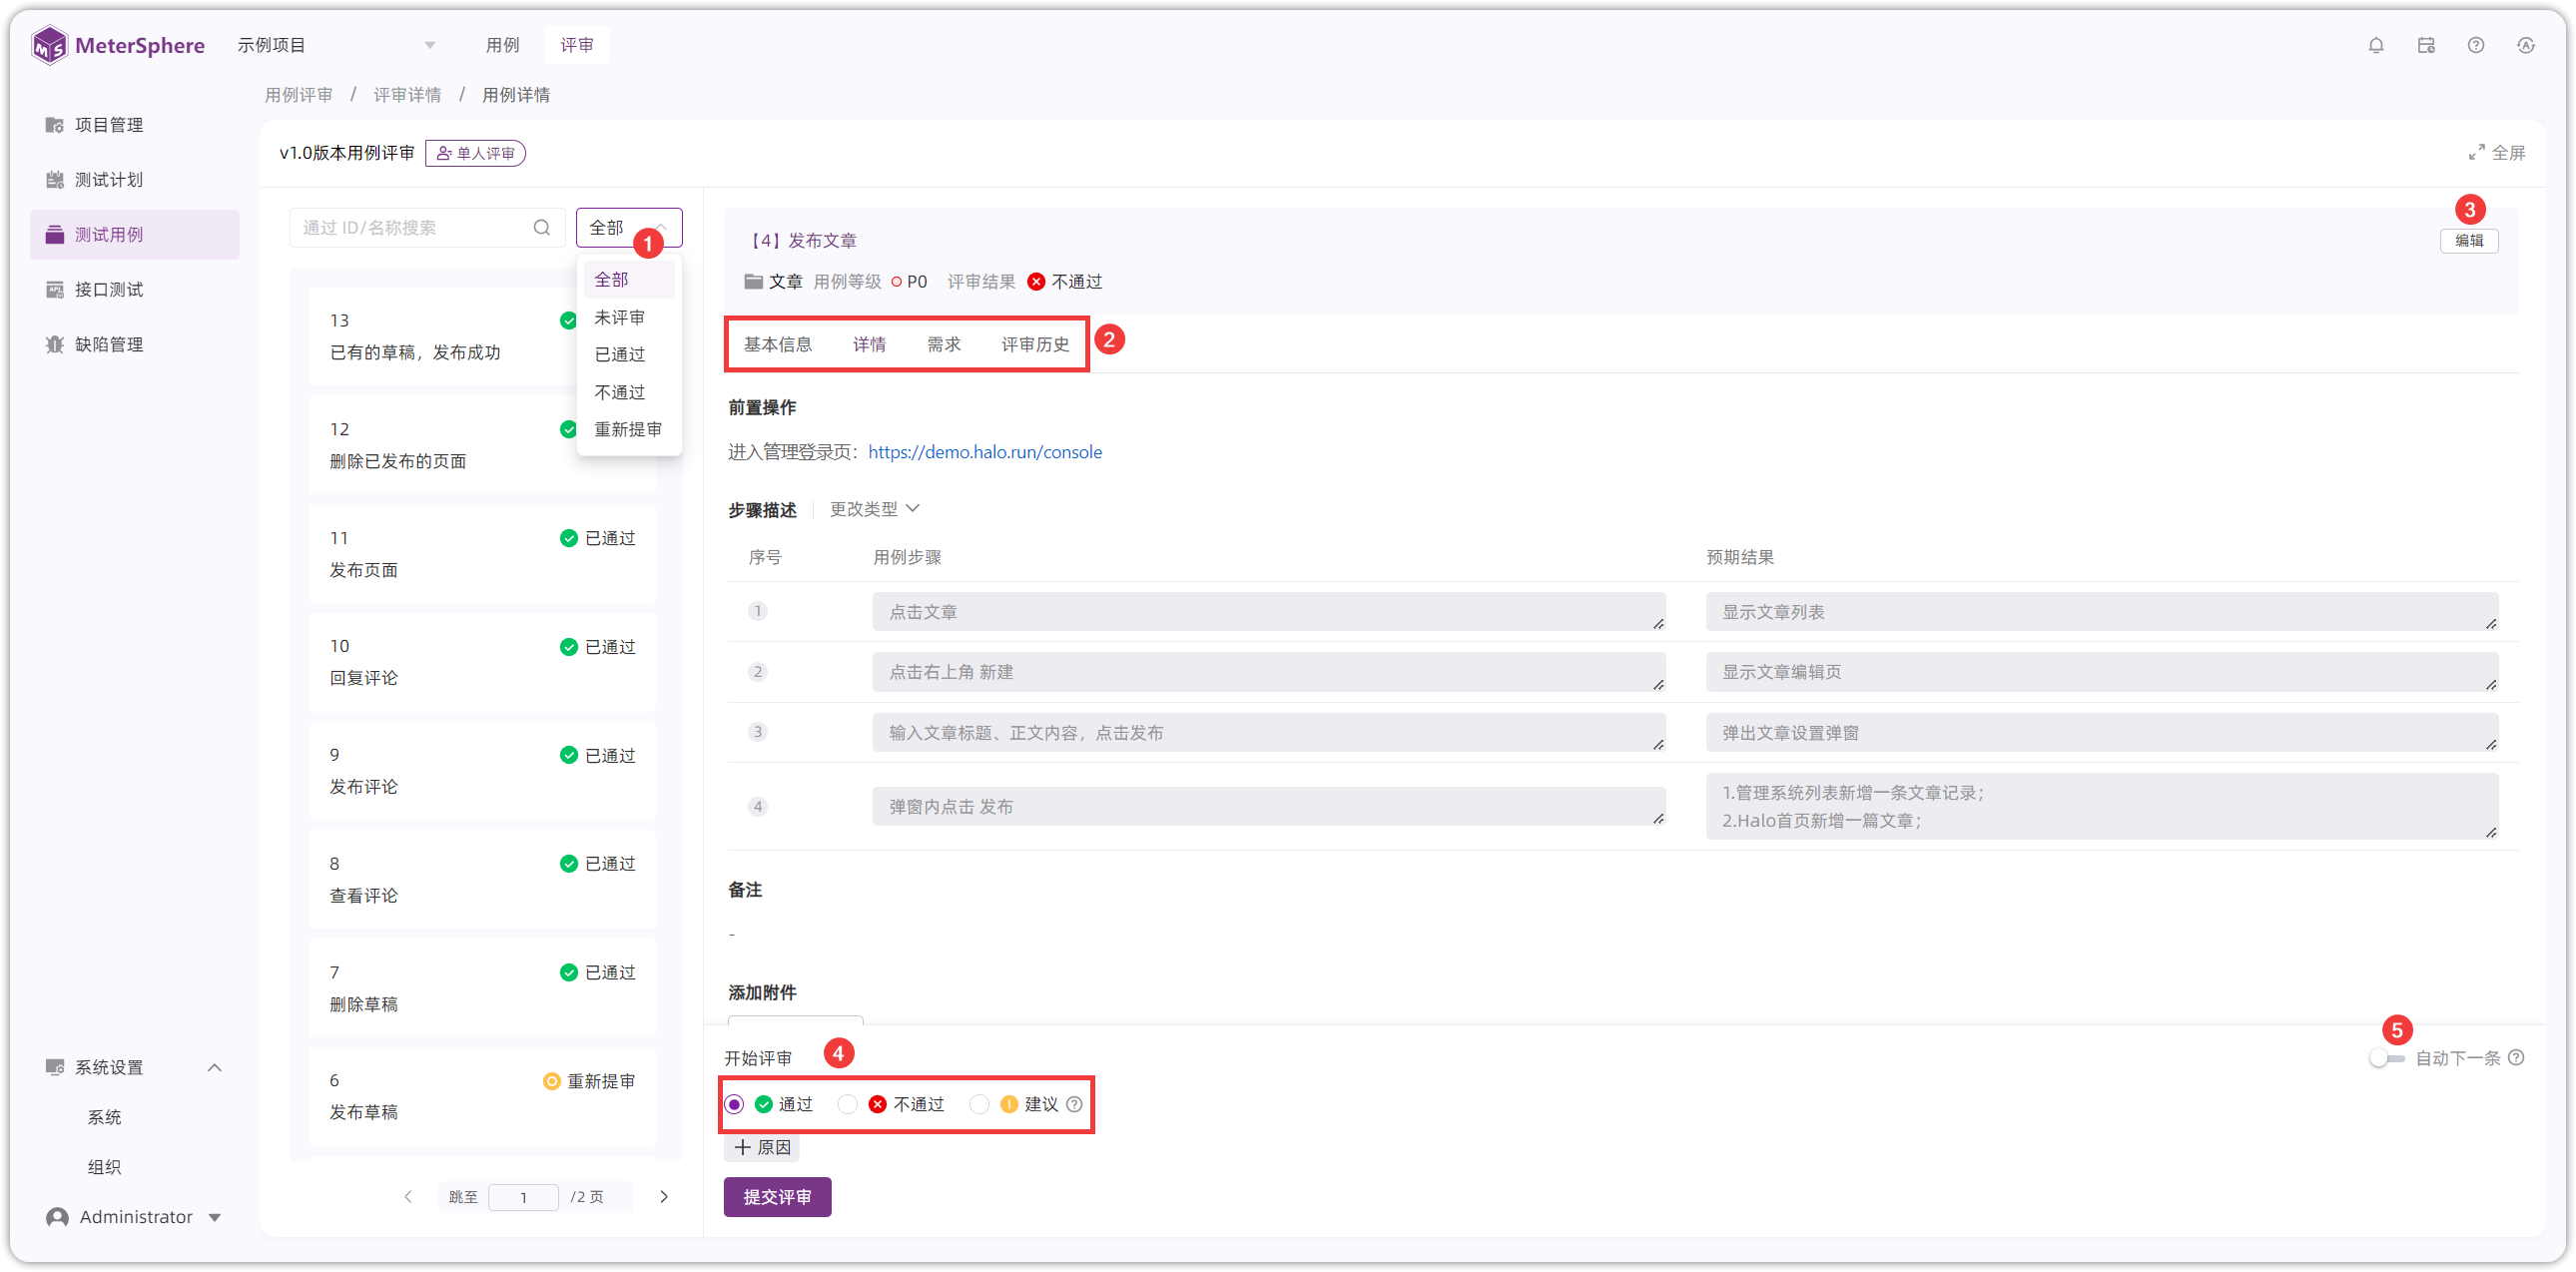 MeterSphere
示例项目
用例
评审
项目管理
测试计划
测试用例
接口测试
缺陷管理
系统设置
系统
组织
Administrator
用例评审 / 评审详情 / 用例详情
v1.0版本用例评审
单人评审
全屏
通过 ID/名称搜索
全部
1
全部
未评审
已通过
不通过
重新提审
13
已有的草稿，发布成功
12
删除已发布的页面
11
已通过
发布页面
10
已通过
回复评论
9
已通过
发布评论
8
已通过
查看评论
7
已通过
删除草稿
6
重新提审
发布草稿
跳至 1 /2 页
【4】发布文章
3
编辑
文章 用例等级 P0 评审结果 不通过
基本信息 详情 需求 评审历史
2
前置操作
进入管理登录页：https://demo.halo.run/console
步骤描述
更改类型
序号 用例步骤 预期结果
1 点击文章 显示文章列表
2 点击右上角 新建 显示文章编辑页
3 输入文章标题、正文内容，点击发布 弹出文章设置弹窗
4 弹窗内点击 发布 1.管理系统列表新增一条文章记录；
2.Halo首页新增一篇文章；
备注
-
添加附件
开始评审
4
5
自动下一条
通过 不通过 建议
原因
提交评审